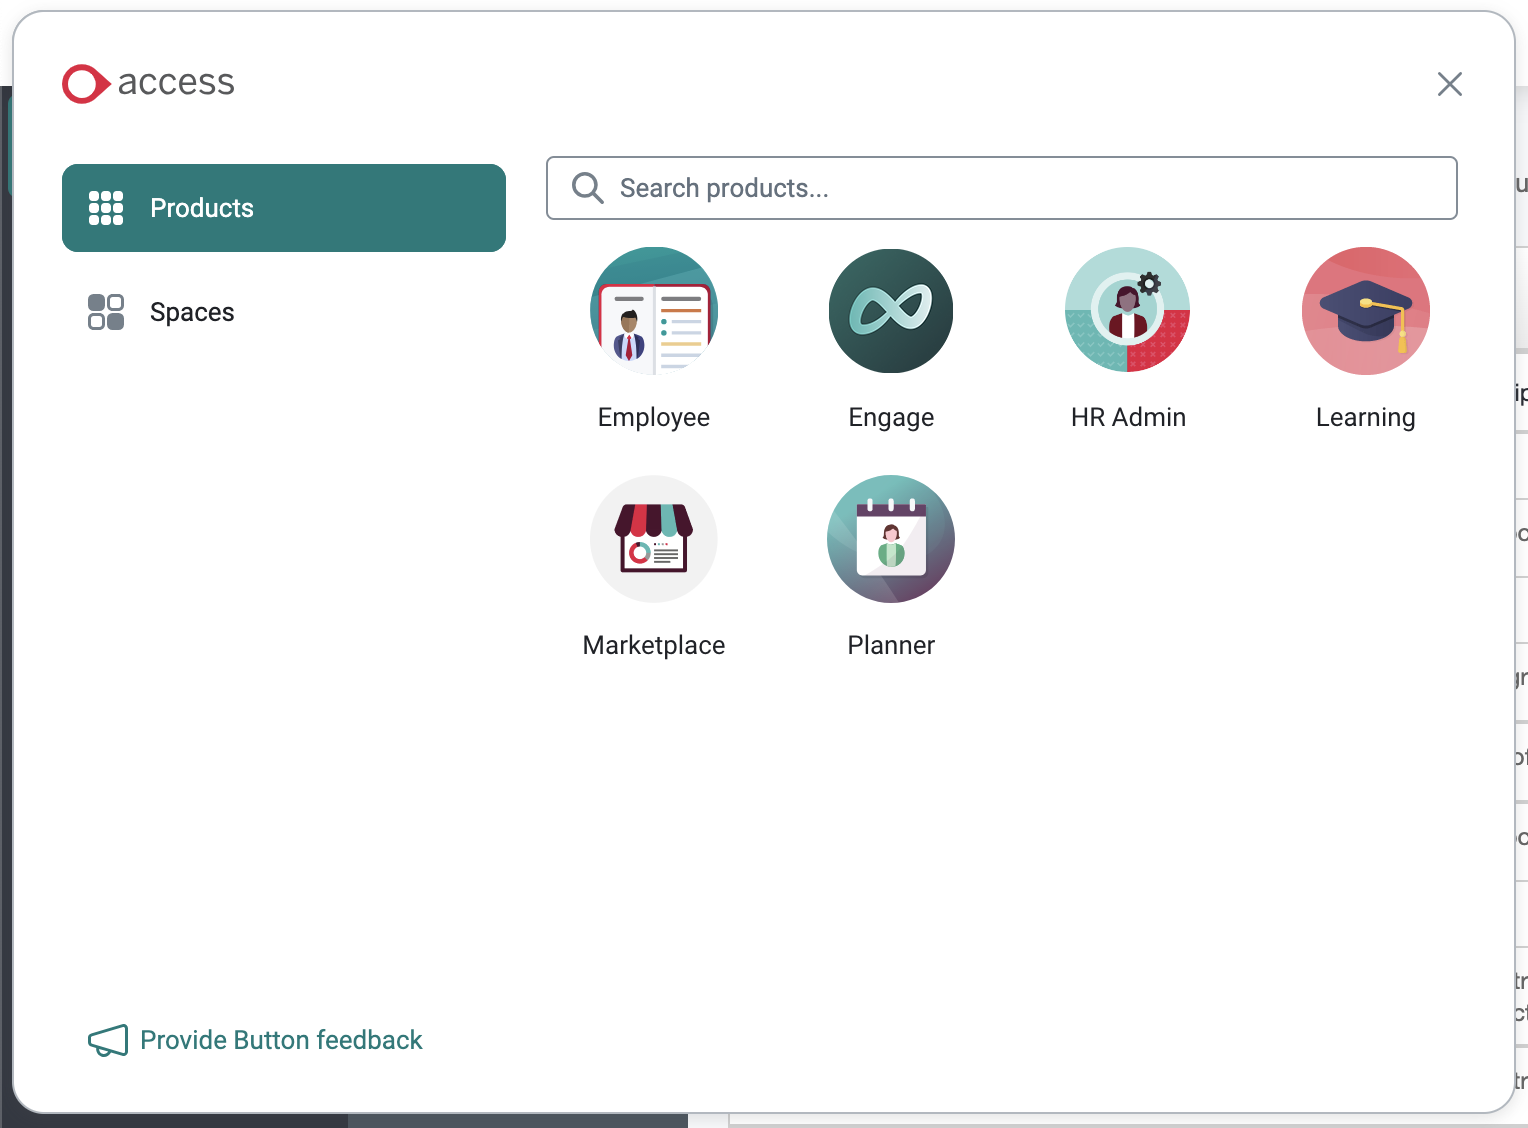 access
Products
Search products...
Spaces
Employee
Engage
HR Admin
Learning
Marketplace
Planner
Provide Button feedback